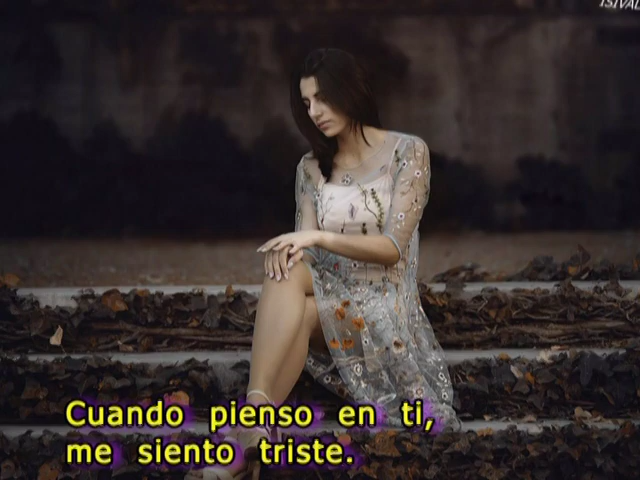 Cuando pienso en ti,
me siento triste.